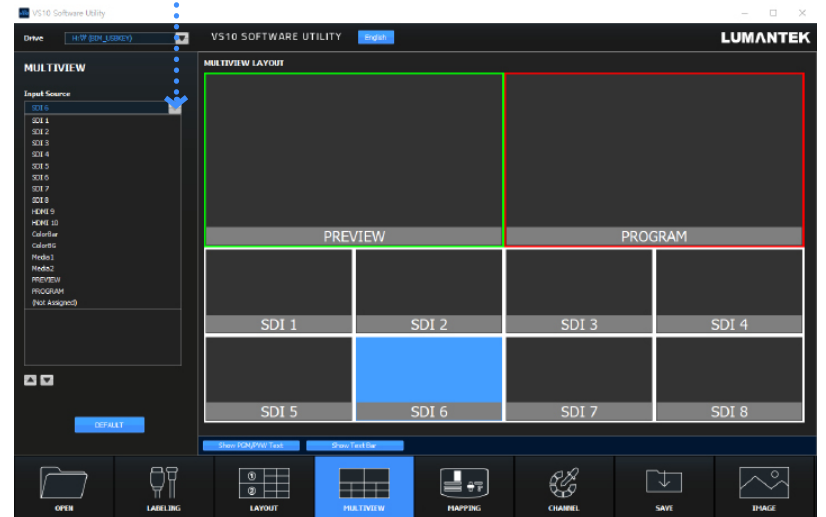 VS10 Software Utility
Drive
H:\? (EDI_USBKEY)
VS10 SOFTWARE UTILITY
English
LUMANTEK
MULTIVIEW
Input Source
SDI 6
SDI 1
SDI 2
SDI 3
SDI 4
SDI 5
SDI 6
SDI 7
SDI 8
HDMI 9
HDMI 10
ColorBar
ColorBG
Media1
Media2
PREVIEW
PROGRAM
(Not Assigned)
DEFAULT
MULTIVIEW LAYOUT
PREVIEW
PROGRAM
SDI 1
SDI 2
SDI 3
SDI 4
SDI 5
SDI 6
SDI 7
SDI 8
Show PGM/PVW Text
Show Text Bar
OPEN
LABELING
LAYOUT
MULTIVIEW
MAPPING
CHANNEL
SAVE
IMAGE